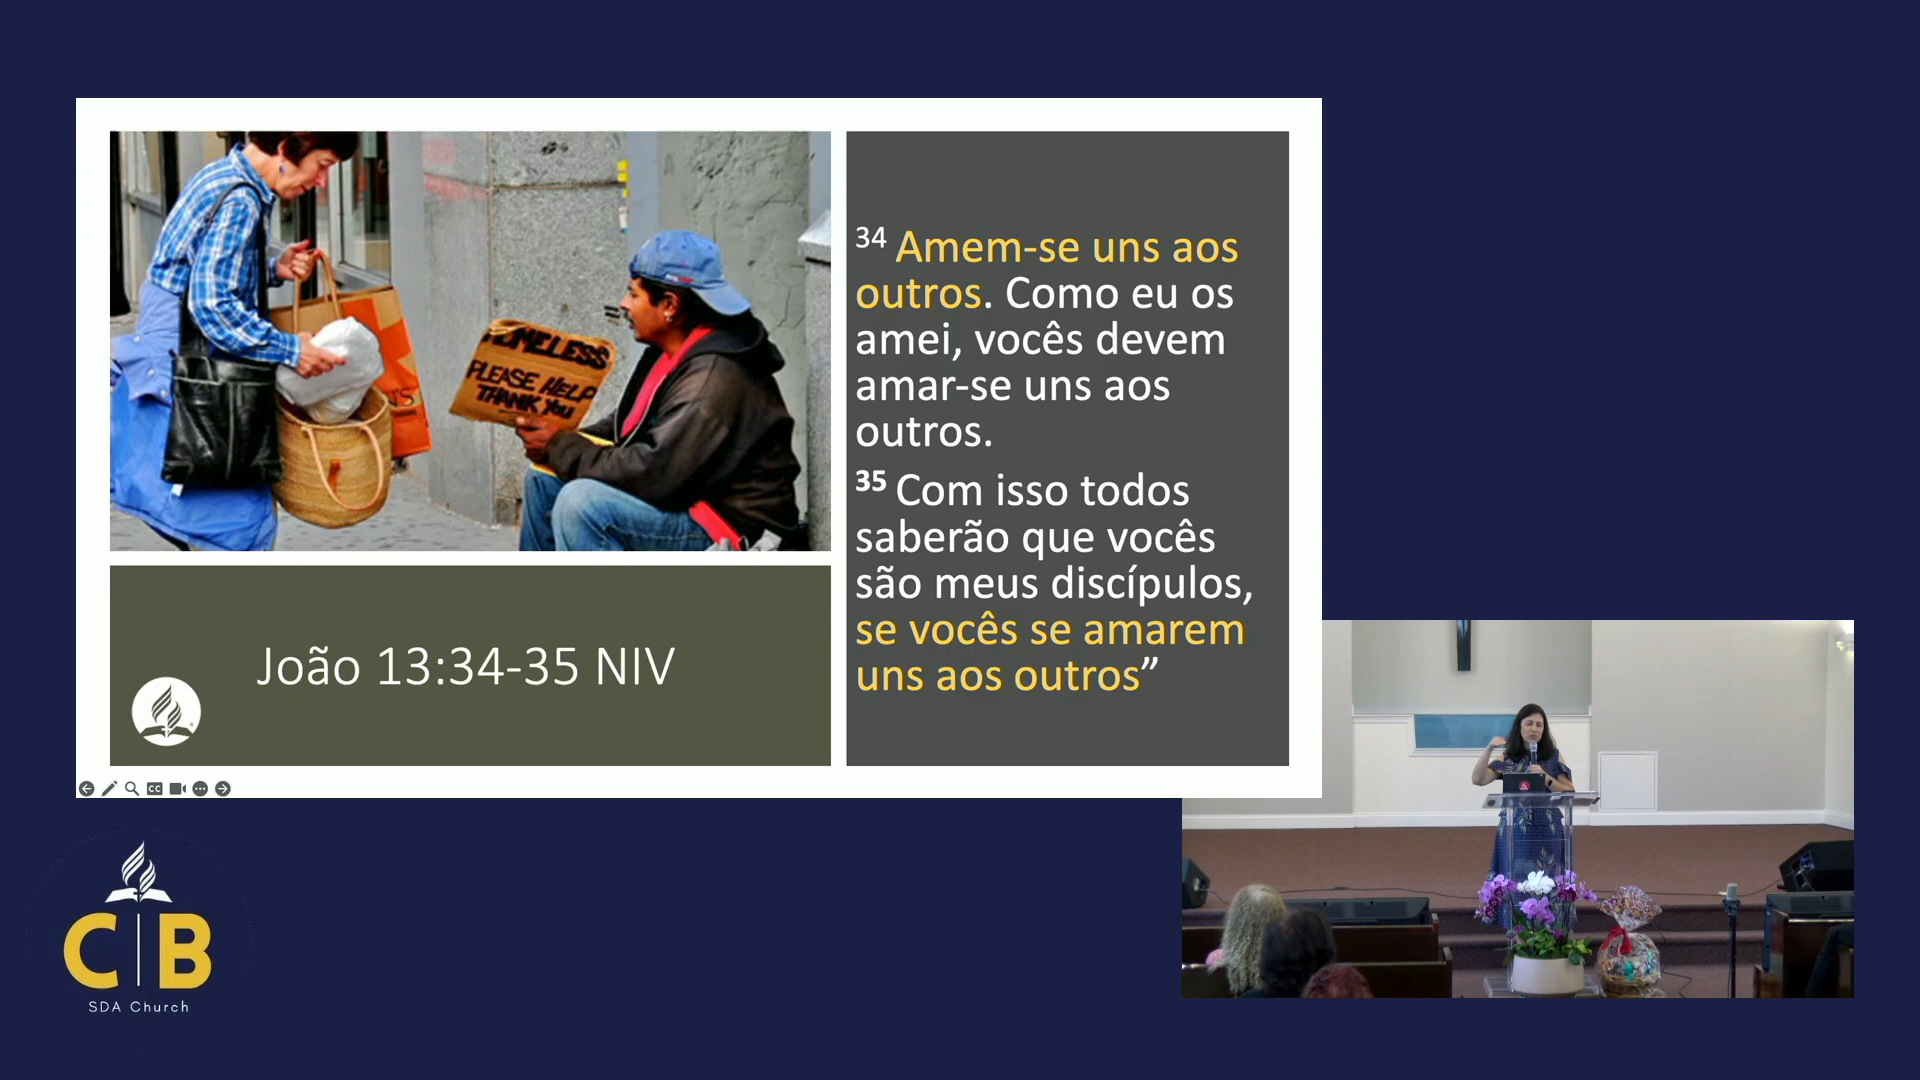 HOMELESS
PLEASE HELP
THANK YOU
34 Amem-se uns aos
outros. Como eu os
amei, vocês devem
amar-se uns aos
outros.
35 Com isso todos
saberão que vocês
são meus discípulos,
se vocês se amarem
uns aos outros”
João 13:34-35 NIV
CC
C|B
SDA Church